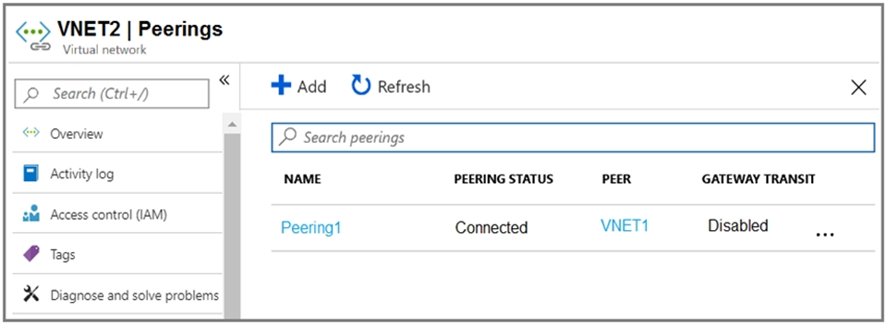 VNET2 | Peerings
Virtual network
Search (Ctrl+/)
«
Add Refresh
Overview
Search peerings
Activity log
NAME PEERING STATUS PEER GATEWAY TRANSIT
Access control (IAM)
Peering1 Connected VNET1 Disabled ...
Tags
Diagnose and solve problems